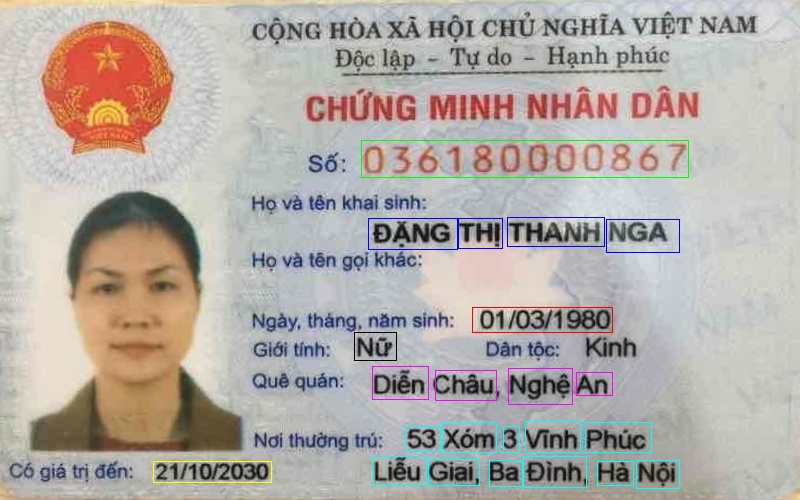 CỘNG HÒA XÃ HỘI CHỦ NGHĨA VIỆT NAM
Độc lập - Tự do - Hạnh phúc
CHỨNG MINH NHÂN DÂN
Số: 036180000867
Họ và tên khai sinh:
ĐẶNG THỊ THANH NGA
Họ và tên gọi khác:
Ngày, tháng, năm sinh: 01/03/1980
Giới tính: Nữ Dân tộc: Kinh
Quê quán: Diễn Châu, Nghệ An
Nơi thường trú: 53 Xóm 3 Vĩnh Phúc
Có giá trị đến: 21/10/2030 Liễu Giai, Ba Đình, Hà Nội